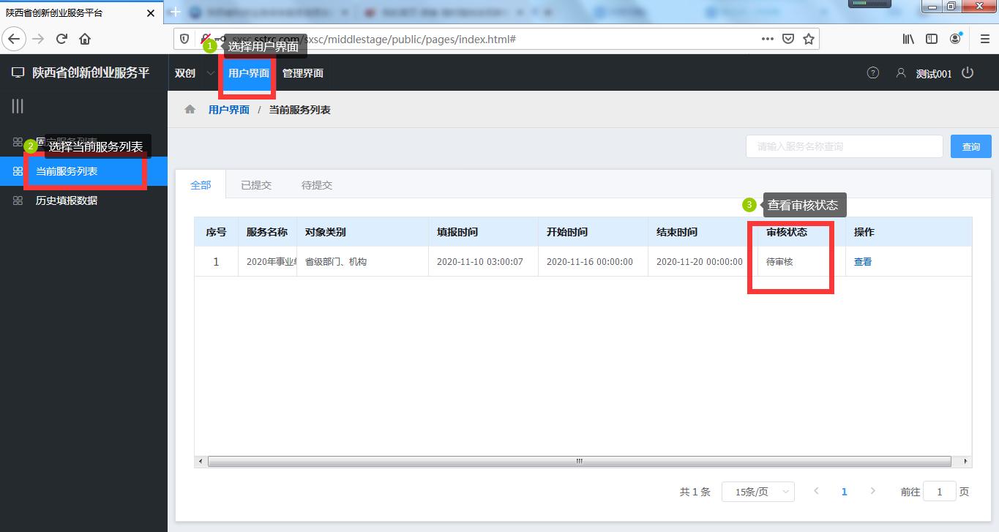 陕西省创新创业服务平台
sxsc.sstrc.com/sxsc/middlestage/public/pages/index.html#
1 选择用户界面
陕西省创新创业服务平
双创 用户界面 管理界面
测试001
用户界面 / 当前服务列表
固定服务列表
2 选择当前服务列表
当前服务列表
历史填报数据
请输入服务名称查询 查询
全部 已提交 待提交
3 查看审核状态
序号 服务名称 对象类别 填报时间 开始时间 结束时间 审核状态 操作
1 2020年事业单 省级部门、机构 2020-11-10 03:00:07 2020-11-16 00:00:00 2020-11-20 00:00:00 待审核 查看
共 1 条 15条/页 1 前往 1 页